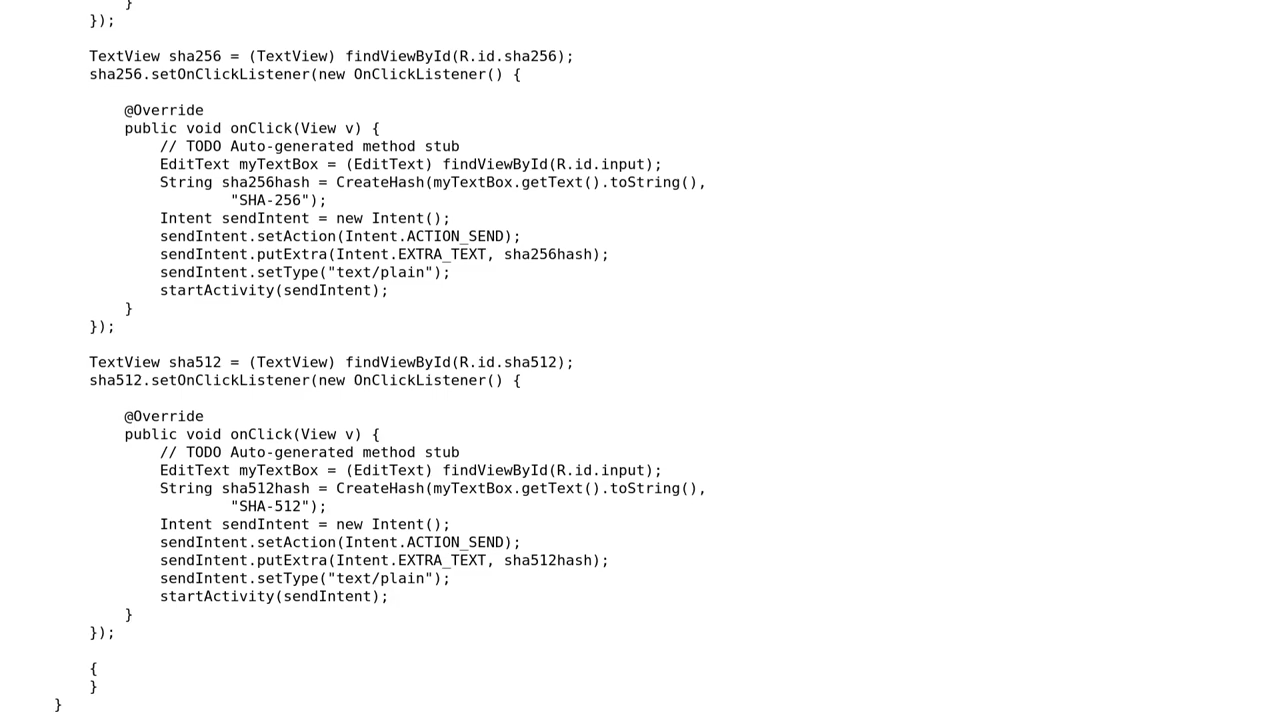 }
    });

    TextView sha256 = (TextView) findViewById(R.id.sha256);
    sha256.setOnClickListener(new OnClickListener() {

        @Override
        public void onClick(View v) {
            // TODO Auto-generated method stub
            EditText myTextBox = (EditText) findViewById(R.id.input);
            String sha256hash = CreateHash(myTextBox.getText().toString(),
                    "SHA-256");
            Intent sendIntent = new Intent();
            sendIntent.setAction(Intent.ACTION_SEND);
            sendIntent.putExtra(Intent.EXTRA_TEXT, sha256hash);
            sendIntent.setType("text/plain");
            startActivity(sendIntent);
        }
    });

    TextView sha512 = (TextView) findViewById(R.id.sha512);
    sha512.setOnClickListener(new OnClickListener() {

        @Override
        public void onClick(View v) {
            // TODO Auto-generated method stub
            EditText myTextBox = (EditText) findViewById(R.id.input);
            String sha512hash = CreateHash(myTextBox.getText().toString(),
                    "SHA-512");
            Intent sendIntent = new Intent();
            sendIntent.setAction(Intent.ACTION_SEND);
            sendIntent.putExtra(Intent.EXTRA_TEXT, sha512hash);
            sendIntent.setType("text/plain");
            startActivity(sendIntent);
        }
    });

    {
    }
}